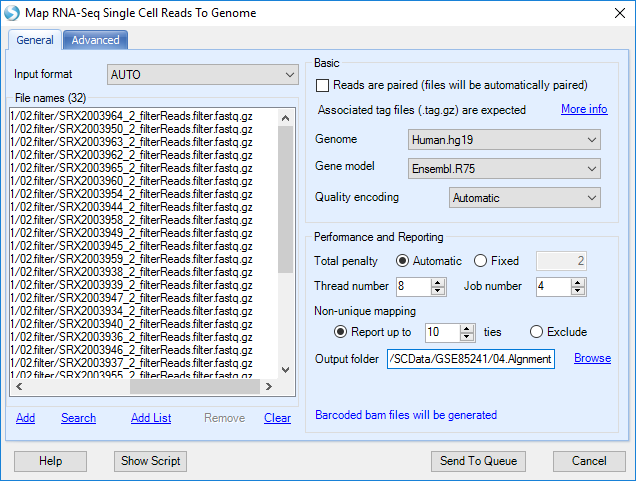 Map RNA-Seq Single Cell Reads To Genome
General
Advanced
Input format
AUTO
File names (32)
1/02.filter/SRX2003964_2_filterReads.filter.fastq.gz
1/02.filter/SRX2003950_2_filterReads.filter.fastq.gz
1/02.filter/SRX2003963_2_filterReads.filter.fastq.gz
1/02.filter/SRX2003962_2_filterReads.filter.fastq.gz
1/02.filter/SRX2003965_2_filterReads.filter.fastq.gz
1/02.filter/SRX2003960_2_filterReads.filter.fastq.gz
1/02.filter/SRX2003954_2_filterReads.filter.fastq.gz
1/02.filter/SRX2003944_2_filterReads.filter.fastq.gz
1/02.filter/SRX2003958_2_filterReads.filter.fastq.gz
1/02.filter/SRX2003949_2_filterReads.filter.fastq.gz
1/02.filter/SRX2003945_2_filterReads.filter.fastq.gz
1/02.filter/SRX2003959_2_filterReads.filter.fastq.gz
1/02.filter/SRX2003938_2_filterReads.filter.fastq.gz
1/02.filter/SRX2003939_2_filterReads.filter.fastq.gz
1/02.filter/SRX2003947_2_filterReads.filter.fastq.gz
1/02.filter/SRX2003934_2_filterReads.filter.fastq.gz
1/02.filter/SRX2003940_2_filterReads.filter.fastq.gz
1/02.filter/SRX2003936_2_filterReads.filter.fastq.gz
1/02.filter/SRX2003946_2_filterReads.filter.fastq.gz
1/02.filter/SRX2003937_2_filterReads.filter.fastq.gz
1/02.filter/SRX2003955_2_filterReads.filter.fastq.gz
Add
Search
Add List
Remove
Clear
Basic
Reads are paired (files will be automatically paired)
Associated tag files (.tag.gz) are expected
More info
Genome
Human.hg19
Gene model
Ensembl.R75
Quality encoding
Automatic
Perfomance and Reporting
Total penalty
Automatic
Fixed
2
Thread number
8
Job number
4
Non-unique mapping
Report up to
10
ties
Exclude
Output folder
/SCData/GSE85241/04.Algnment
Browse
Barcoded bam files will be generated
Help
Show Script
Send To Queue
Cancel